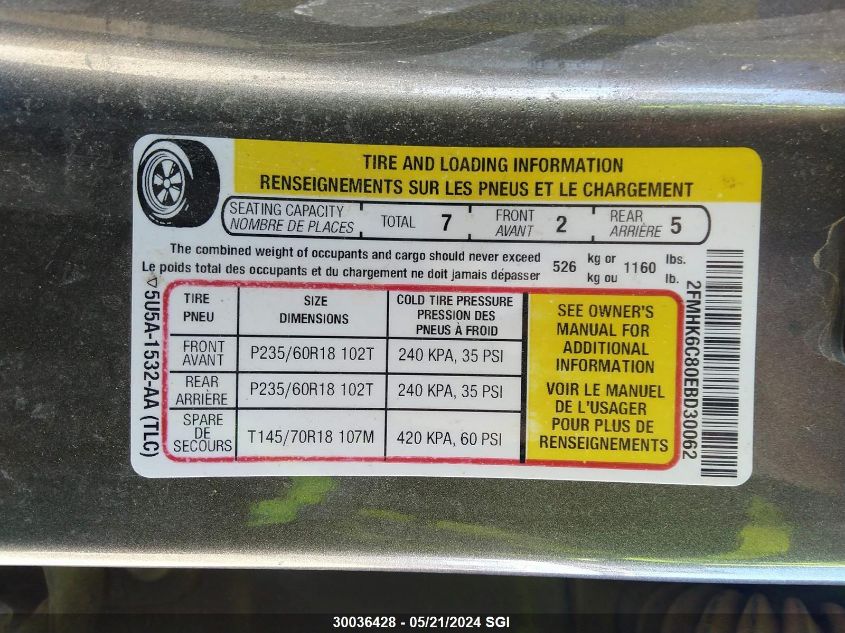 TIRE AND LOADING INFORMATION
RENSEIGNEMENTS SUR LES PNEUS ET LE CHARGEMENT
SEATING CAPACITY
NOMBRE DE PLACES
TOTAL 7
FRONT
AVANT 2
REAR
ARRIÈRE 5
The combined weight of occupants and cargo should never exceed
Le poids total des occupants et du chargement ne doit jamais dépasser
526 kg or
kg ou
1160 lbs.
lb.
TIRE
PNEU
SIZE
DIMENSIONS
COLD TIRE PRESSURE
PRESSION DES
PNEUS À FROID
FRONT
AVANT
P235/60R18 102T
240 KPA, 35 PSI
REAR
ARRIÈRE
P235/60R18 102T
240 KPA, 35 PSI
SPARE
DE
SECOURS
T145/70R18 107M
420 KPA, 60 PSI
SEE OWNER'S
MANUAL FOR
ADDITIONAL
INFORMATION
VOIR LE MANUEL
DE L'USAGER
POUR PLUS DE
RENSEIGNEMENTS
5U5A-1532-AA (TLC)
2FMHK6C80EBD30062
30036428 - 05/21/2024 SGI